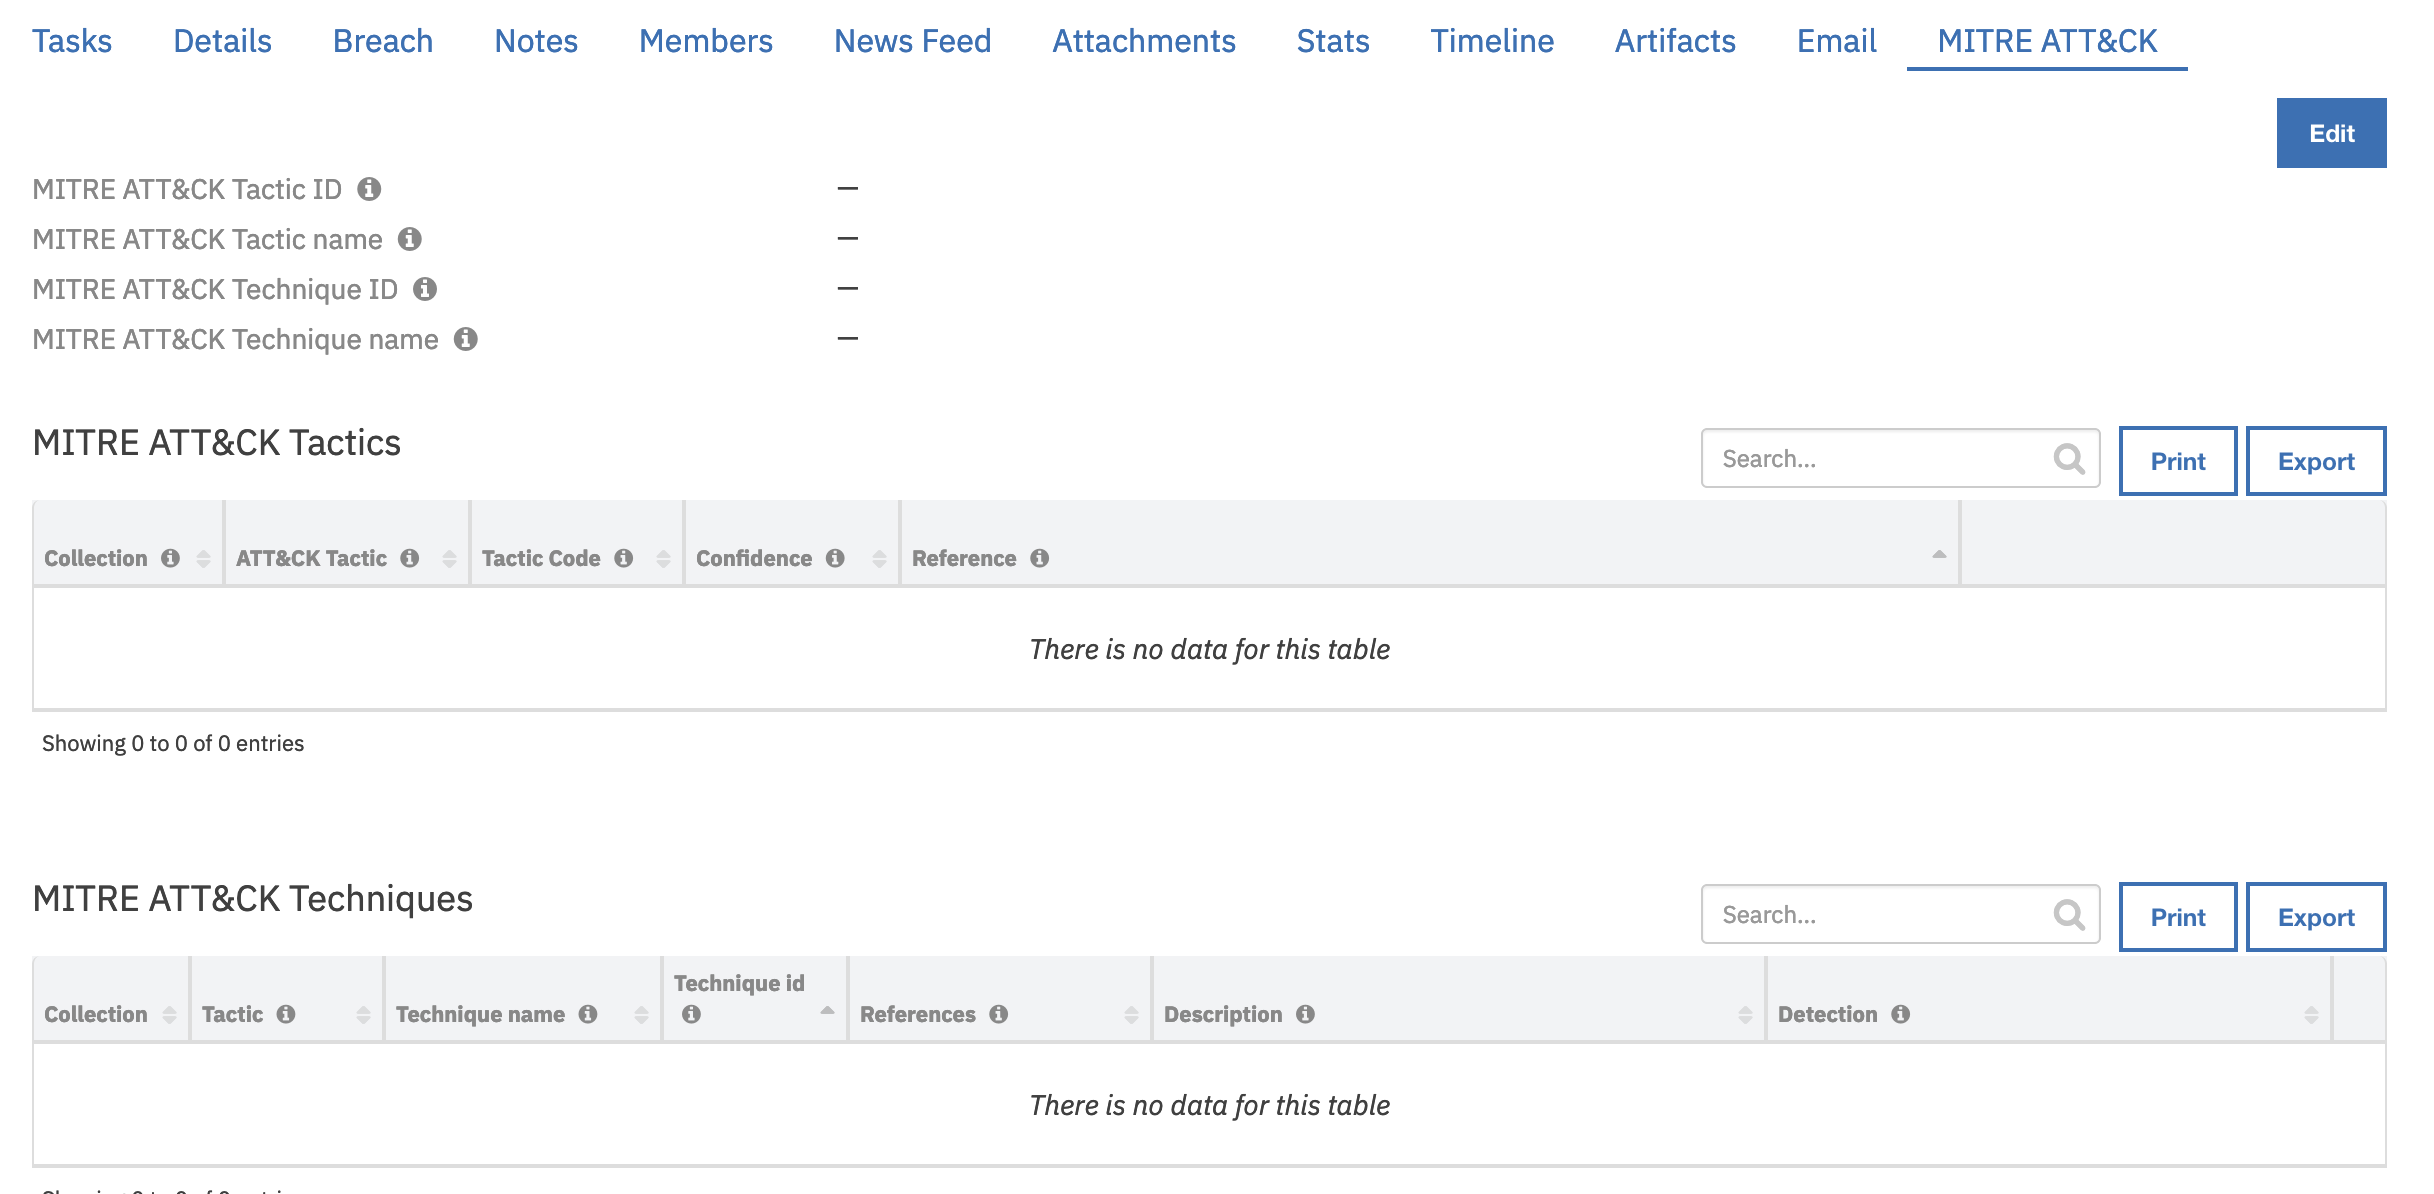 Tasks Details Breach Notes Members News Feed Attachments Stats Timeline Artifacts Email MITRE ATT&CK
Edit
MITRE ATT&CK Tactic ID —
MITRE ATT&CK Tactic name —
MITRE ATT&CK Technique ID —
MITRE ATT&CK Technique name —
MITRE ATT&CK Tactics Search... Print Export
Collection ATT&CK Tactic Tactic Code Confidence Reference
There is no data for this table
Showing 0 to 0 of 0 entries
MITRE ATT&CK Techniques Search... Print Export
Collection Tactic Technique name Technique id References Description Detection
There is no data for this table